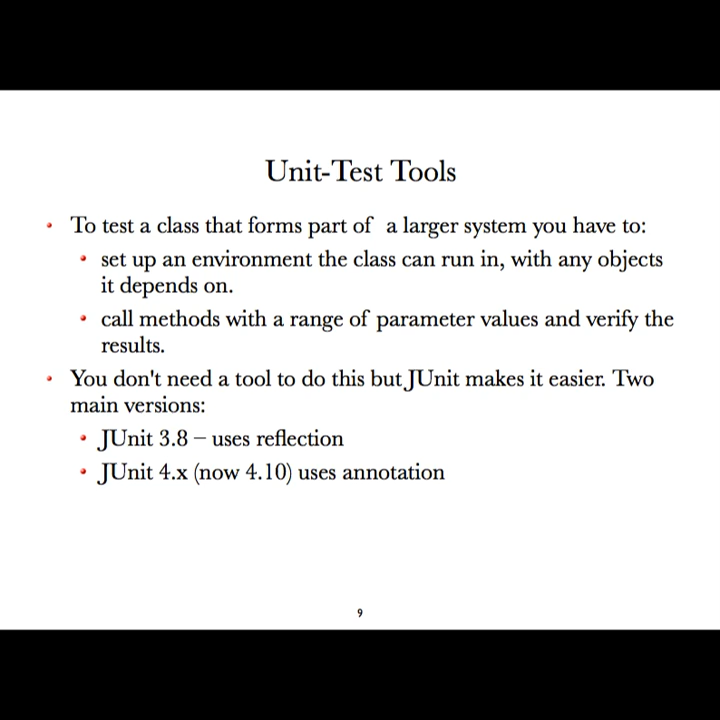 Unit-Test Tools
• To test a class that forms part of a larger system you have to:
• set up an environment the class can run in, with any objects
it depends on.
• call methods with a range of parameter values and verify the
results.
• You don't need a tool to do this but JUnit makes it easier. Two
main versions:
• JUnit 3.8 – uses reflection
• JUnit 4.x (now 4.10) uses annotation
9